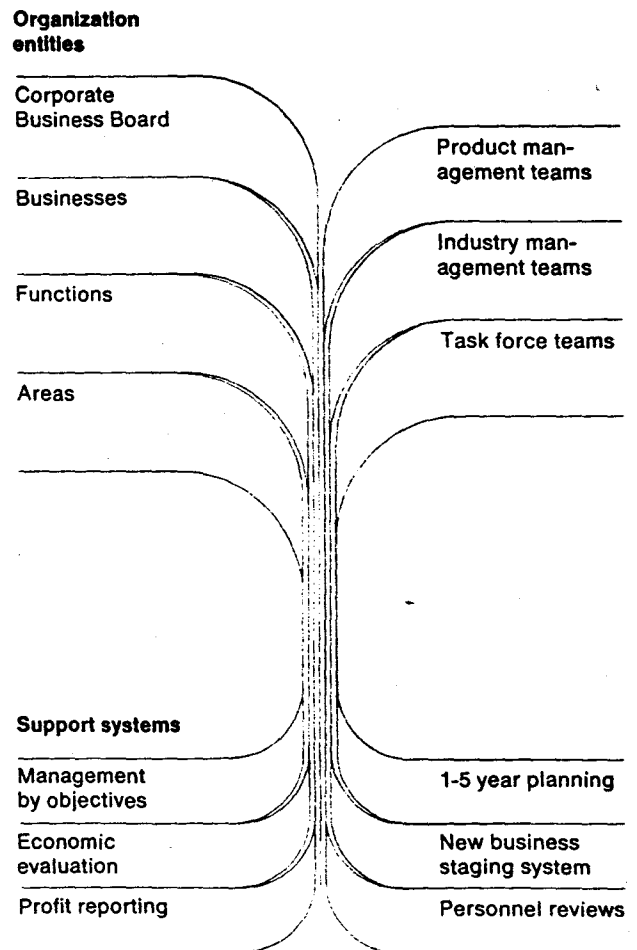 Organization
entities
Corporate
Business Board
Product man-
agement teams
Businesses
Industry man-
agement teams
Functions
Task force teams
Areas
Support systems
Management
by objectives
1-5 year planning
Economic
evaluation
New business
staging system
Profit reporting
Personnel reviews